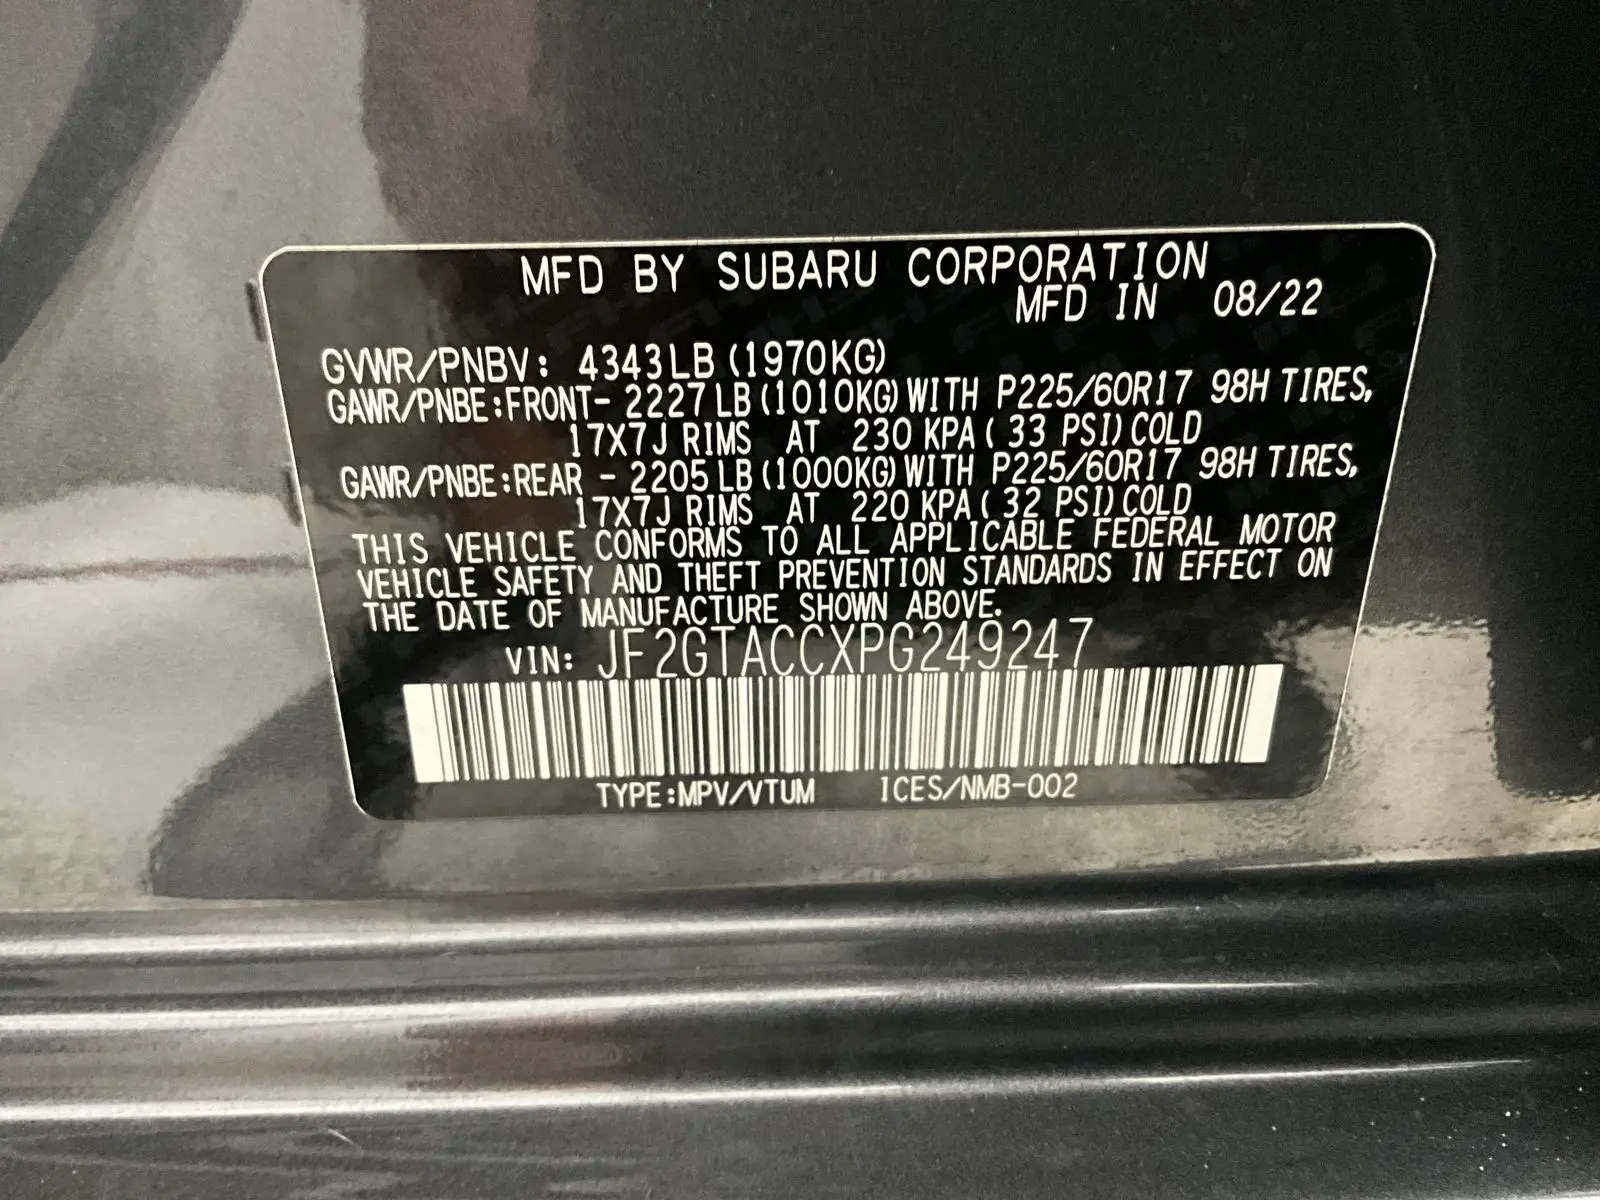 MFD BY SUBARU CORPORATION
MFD IN 08/22
GVWR/PNBV: 4343LB (1970KG)
GAWR/PNBE:FRONT- 2227LB(1010KG)WITH P225/60R17 98H TIRES,
17X7J RIMS AT 230 KPA( 33 PSI)COLD
GAWR/PNBE:REAR - 2205LB(1000KG)WITH P225/60R17 98H TIRES,
17X7J RIMS AT 220 KPA( 32 PSI)COLD
THIS VEHICLE CONFORMS TO ALL APPLICABLE FEDERAL MOTOR
VEHICLE SAFETY AND THEFT PREVENTION STANDARDS IN EFFECT ON
THE DATE OF MANUFACTURE SHOWN ABOVE.
VIN: JF2GTACCXPG249247
TYPE:MPV/VTUM ICES/NMB-002